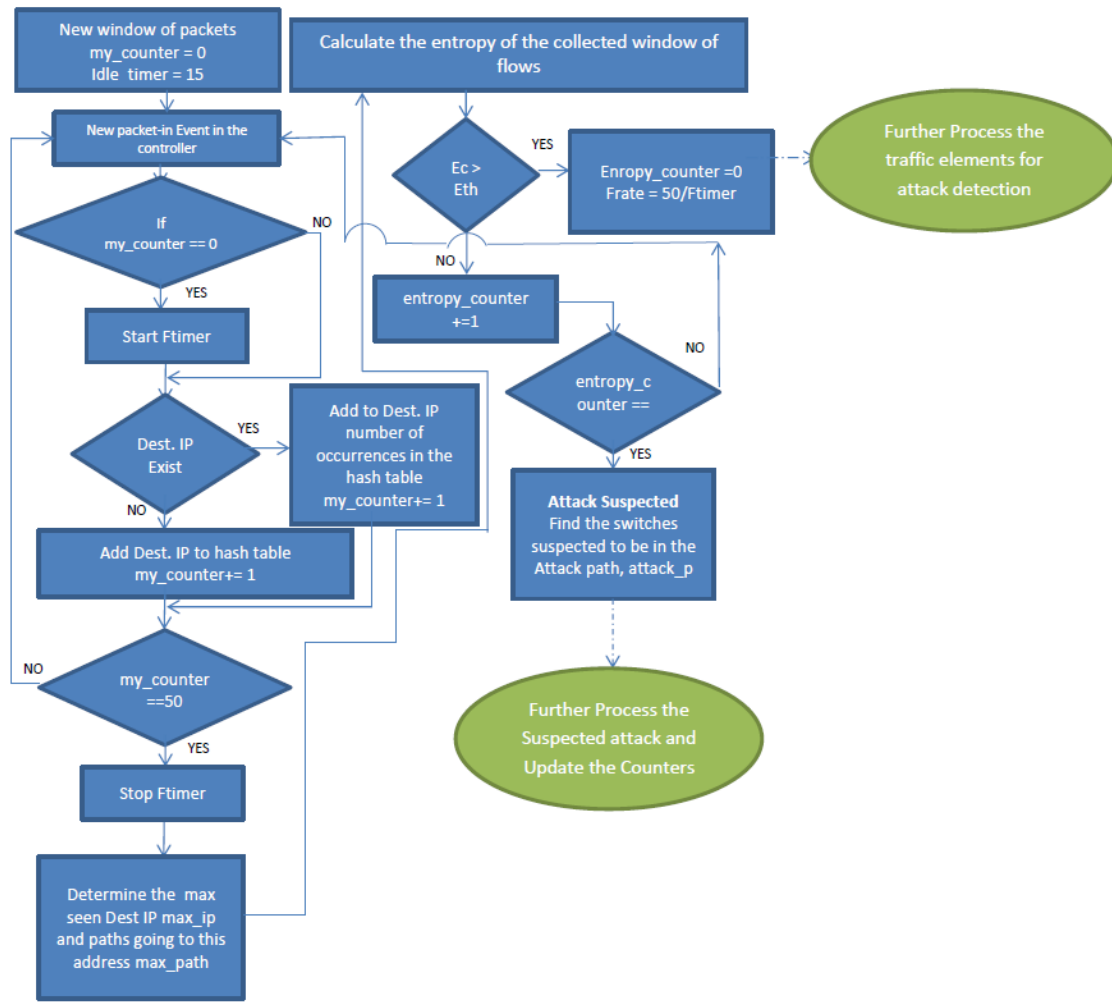 New window of packets
my_counter = 0
Idle timer = 15
New packet-in Event in the
controller
If
my_counter == 0
NO
YES
Start Ftimer
Dest. IP
Exist
YES
NO
Add to Dest. IP
number of
occurrences in the
hash table
my_counter+= 1
Add Dest. IP to hash table
my_counter+= 1
my_counter
==50
NO
YES
Stop Ftimer
Determine the max
seen Dest IP max_ip
and paths going to this
address max_path
Calculate the entropy of the collected window of
flows
Ec >
Eth
YES
NO
Enropy_counter =0
Frate = 50/Ftimer
Further Process the
traffic elements for
attack detection
entropy_counter
+=1
entropy_c
ounter ==
NO
YES
Attack Suspected
Find the switches
suspected to be in the
Attack path, attack_p
Further Process the
Suspected attack and
Update the Counters